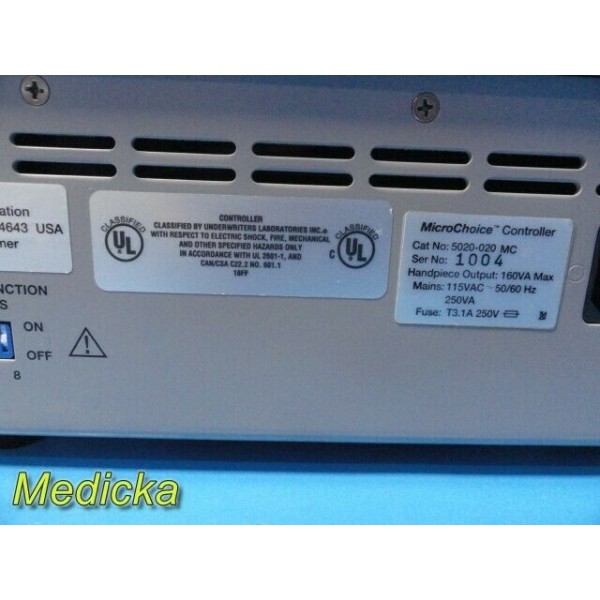 ation
4643 USA
mer
NCTION
S
ON
OFF
8
CLASSIFIED
UL
CONTROLLER
CLASSIFIED BY UNDERWRITERS LABORATORIES INC.®
WITH RESPECT TO ELECTRIC SHOCK, FIRE, MECHANICAL
AND OTHER SPECIFIED HAZARDS ONLY
IN ACCORDANCE WITH UL 2601-1, AND
CAN/CSA C22.2 NO. 601.1
18FF
CLASSIFIED
C UL
MicroChoice™ Controller
Cat No: 5020-020 MC
Ser No: 1004
Handpiece Output: 160VA Max
Mains: 115VAC ~ 50/60 Hz
250VA
Fuse: T3.1A 250V
Medicka